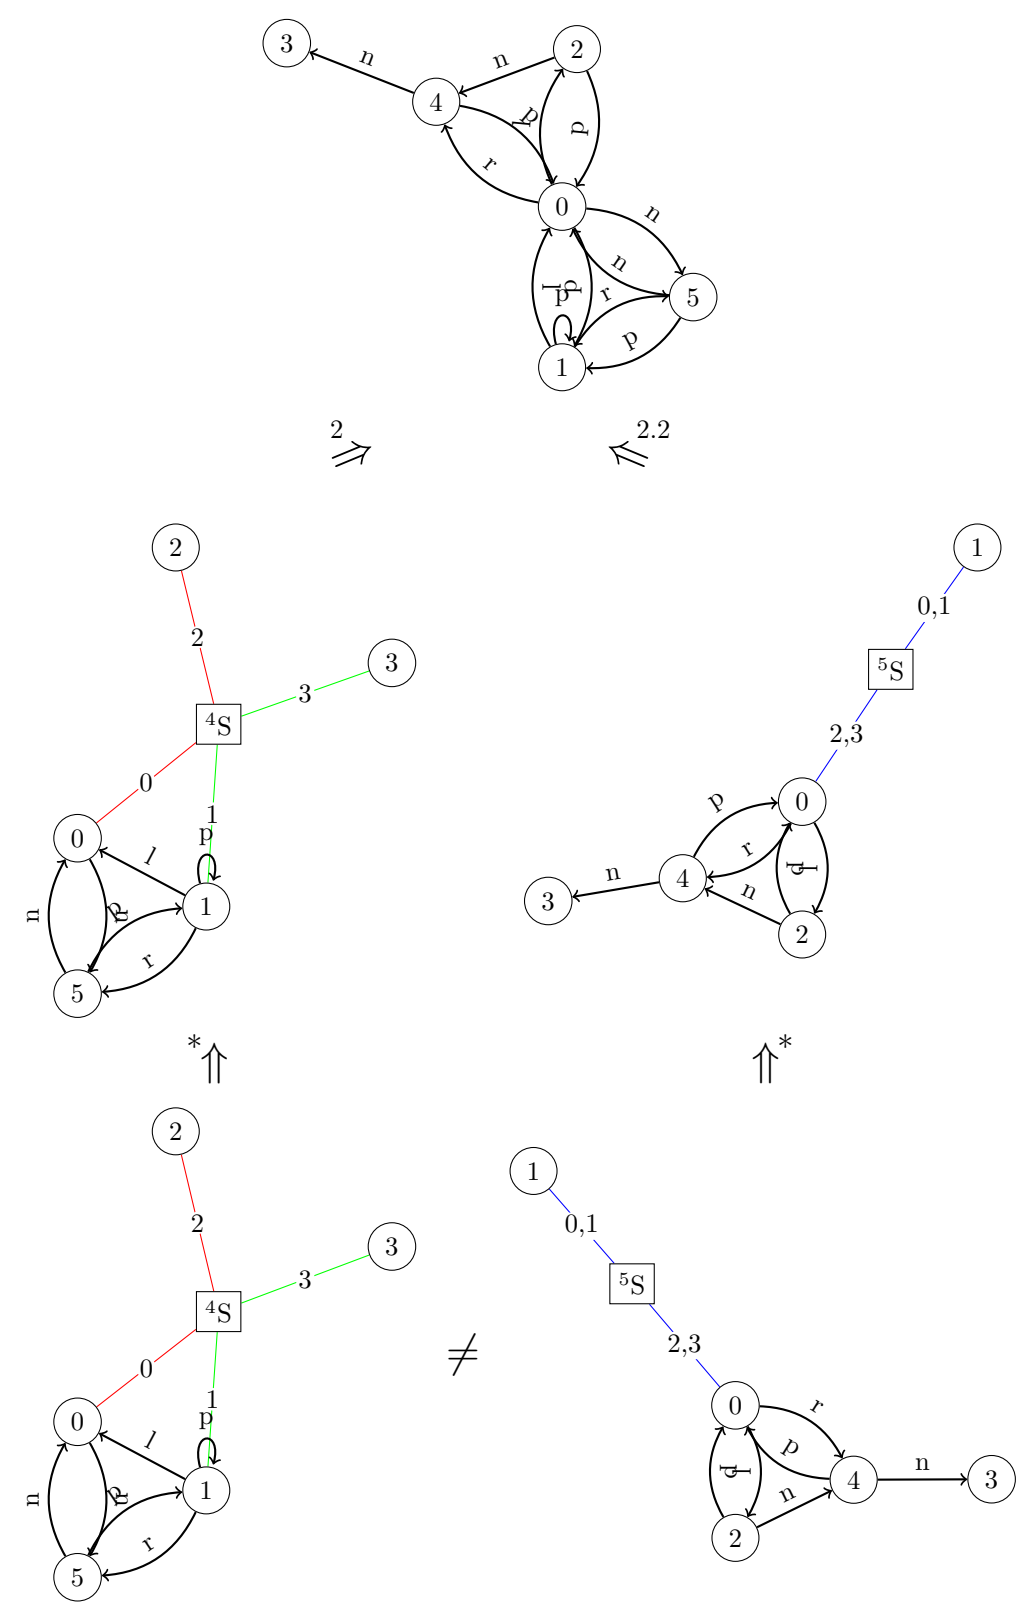 3 n n 2
4 p l p
r
0 n
n
l p p r 5
p
1
2 ⇒ ⇐ 2.2
2 1
2 0,1
3 3 ⁵S
⁴S 2,3
0 1 p 0
0 l p r
n p n 1 n 4 p l
3 n 2
5 r
* ⇑ ⇑ *
2
1
2 0,1
3 3 ⁵S
⁴S 2,3
≠
0 1 0 r
0 p l p
n p n l 1 p l 4 n 3
r n
5 2